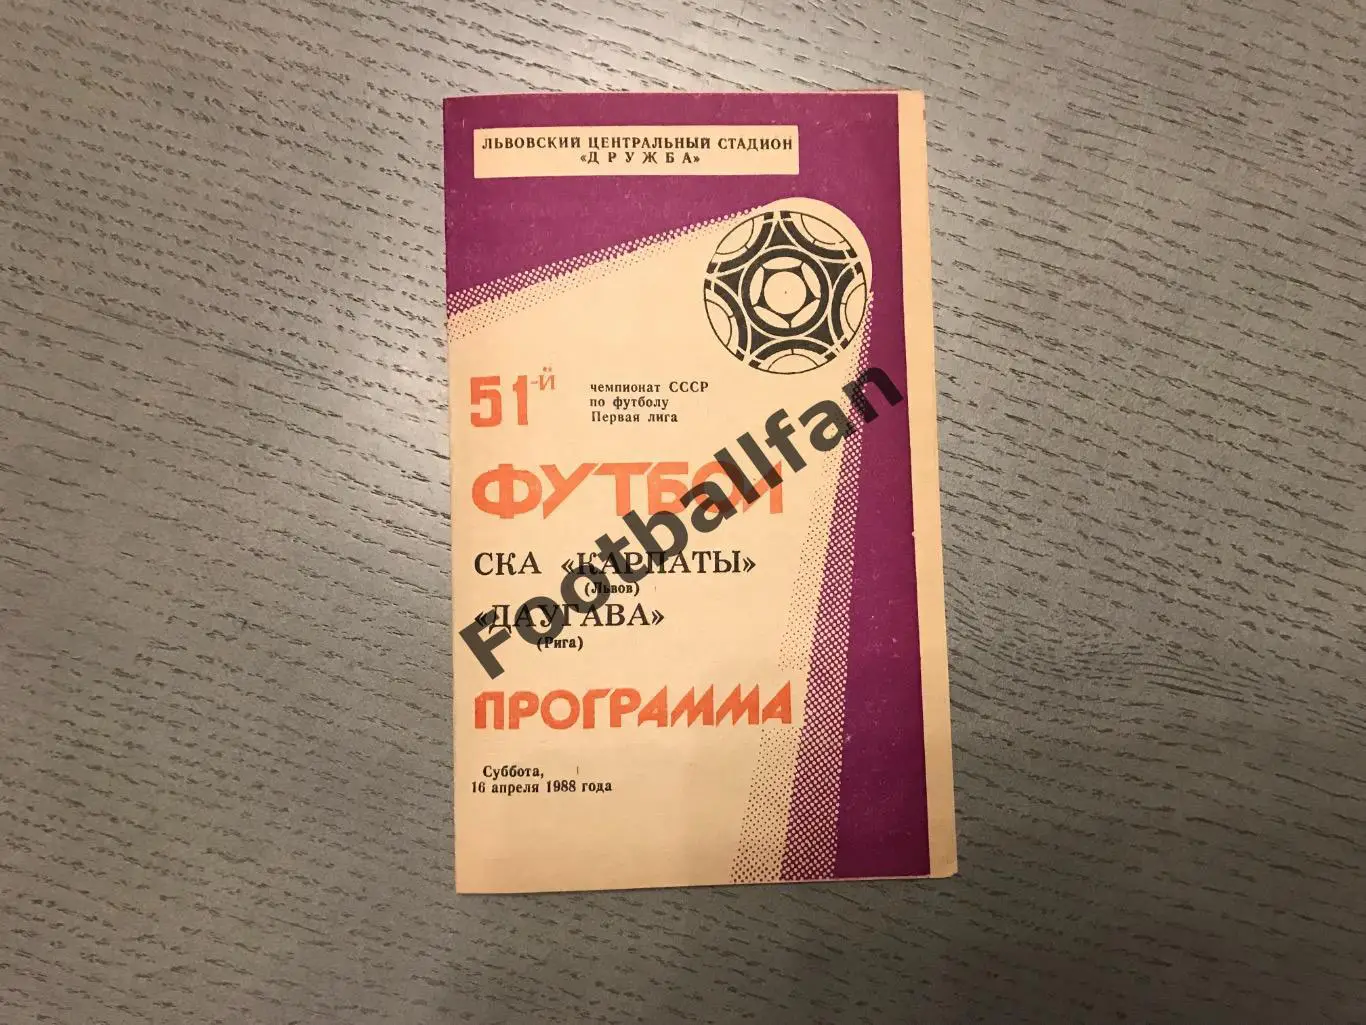 ЛЬВОВСКИЙ ЦЕНТРАЛЬНЫЙ СТАДИОН
«ДРУЖБА»
51-й
чемпионат СССР
по футболу
Первая лига
ФУТБОЛ
СКА «КАРПАТЫ»
(Львов)
«ДАУГАВА»
(Рига)
ПРОГРАММА
Суббота,
16 апреля 1988 года
Footballfan